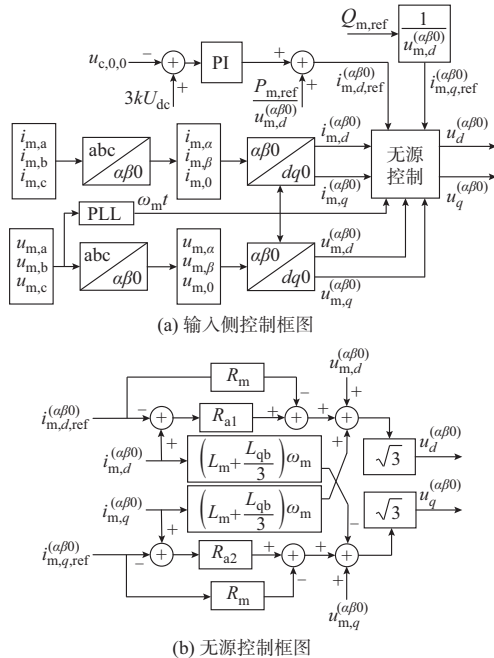 Q_{m,ref}
\frac{1}{u_{m,d}^{(αβ0)}}
u_{c,0,0}
−
+
PI
+
+
3kU_{dc}
\frac{P_{m,ref}}{u_{m,d}^{(αβ0)}}
i_{m,d,ref}^{(αβ0)}
i_{m,q,ref}^{(αβ0)}
i_{m,a}
i_{m,b}
i_{m,c}
abc
αβ0
i_{m,α}
i_{m,β}
i_{m,0}
αβ0
dq0
i_{m,d}^{(αβ0)}
i_{m,q}^{(αβ0)}
无源
控制
u_d^{(αβ0)}
u_q^{(αβ0)}
PLL
ω_m t
u_{m,a}
u_{m,b}
u_{m,c}
abc
αβ0
u_{m,α}
u_{m,β}
u_{m,0}
αβ0
dq0
u_{m,d}^{(αβ0)}
u_{m,q}^{(αβ0)}
(a) 输入侧控制框图
u_{m,d}^{(αβ0)}
R_m
−
+
i_{m,d,ref}^{(αβ0)}
−
+
R_{a1}
+
+
+
√3
u_d^{(αβ0)}
i_{m,d}^{(αβ0)}
(L_m+\frac{L_{qb}}{3})ω_m
i_{m,q}^{(αβ0)}
(L_m+\frac{L_{qb}}{3})ω_m
√3
u_q^{(αβ0)}
+
−
i_{m,q,ref}^{(αβ0)}
−
+
R_{a2}
+
+
R_m
−
+
u_{m,q}^{(αβ0)}
(b) 无源控制框图